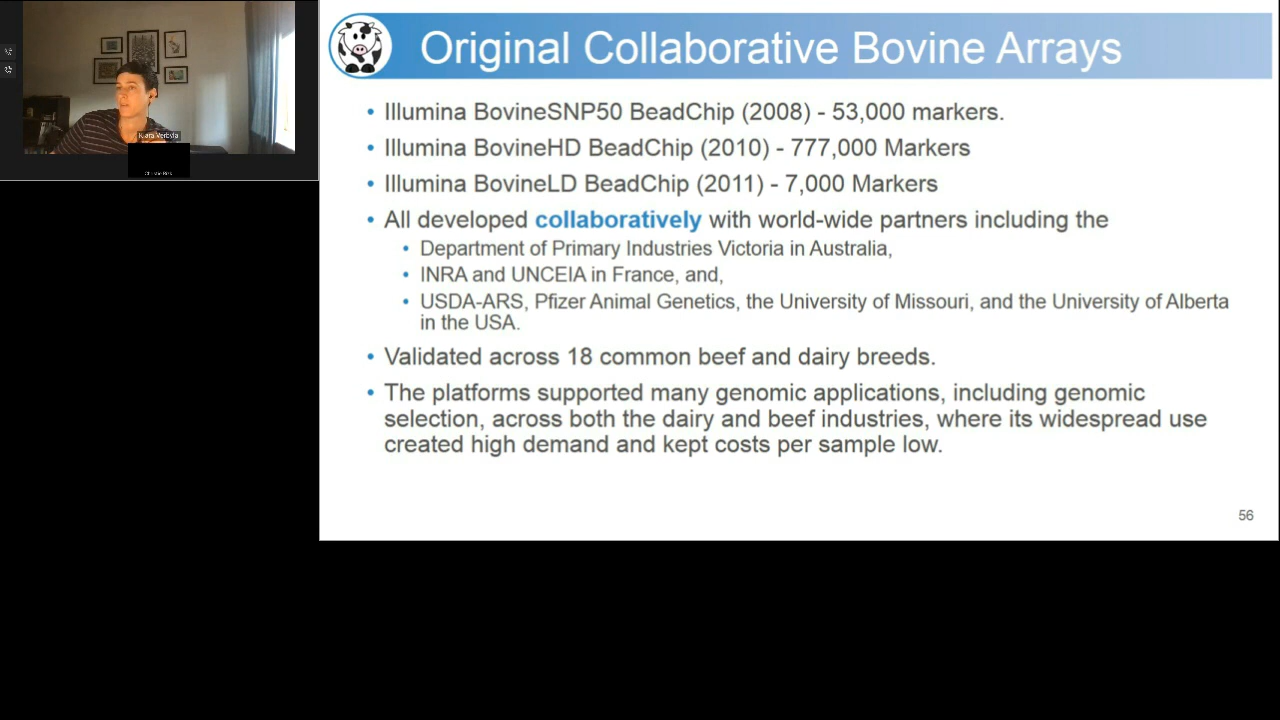 Klara Verbyla
Original Collaborative Bovine Arrays
• Illumina BovineSNP50 BeadChip (2008) - 53,000 markers.
• Illumina BovineHD BeadChip (2010) - 777,000 Markers
• Illumina BovineLD BeadChip (2011) - 7,000 Markers
• All developed collaboratively with world-wide partners including the
• Department of Primary Industries Victoria in Australia,
• INRA and UNCEIA in France, and,
• USDA-ARS, Pfizer Animal Genetics, the University of Missouri, and the University of Alberta
in the USA.
• Validated across 18 common beef and dairy breeds.
• The platforms supported many genomic applications, including genomic
selection, across both the dairy and beef industries, where its widespread use
created high demand and kept costs per sample low.
56